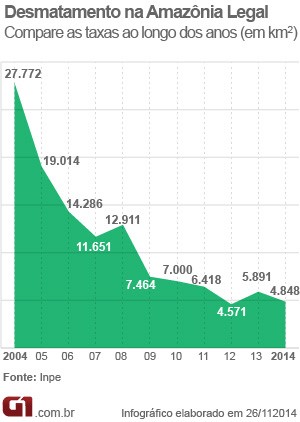 Desmatamento na Amazônia Legal
Compare as taxas ao longo dos anos (em km²)
27.772
19.014
14.286
11.651
12.911
7.464
7.000
6.418
4.571
5.891
4.848
2004 05 06 07 08 09 10 11 12 13 2014
Fonte: Inpe
G1.com.br
Infográfico elaborado em 26/112014